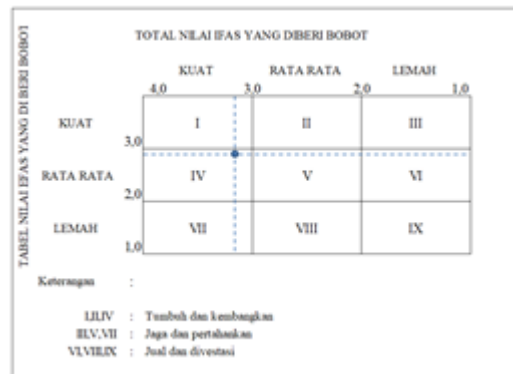 TOTAL NILAI IFAS YANG DIBERI BOBOT
TABEL NILAI EFAS YANG DI BERI BOBOT
KUAT RATA RATA LEMAH
4,0 3,0 2,0 1,0
KUAT I II III
3,0
RATA RATA IV V VI
2,0
LEMAH VII VIII IX
1,0
Keterangan :
I,II,IV : Tumbuh dan kembangkan
III,V,VII : Jaga dan pertahankan
VI,VIII,IX : Jual dan divestasi